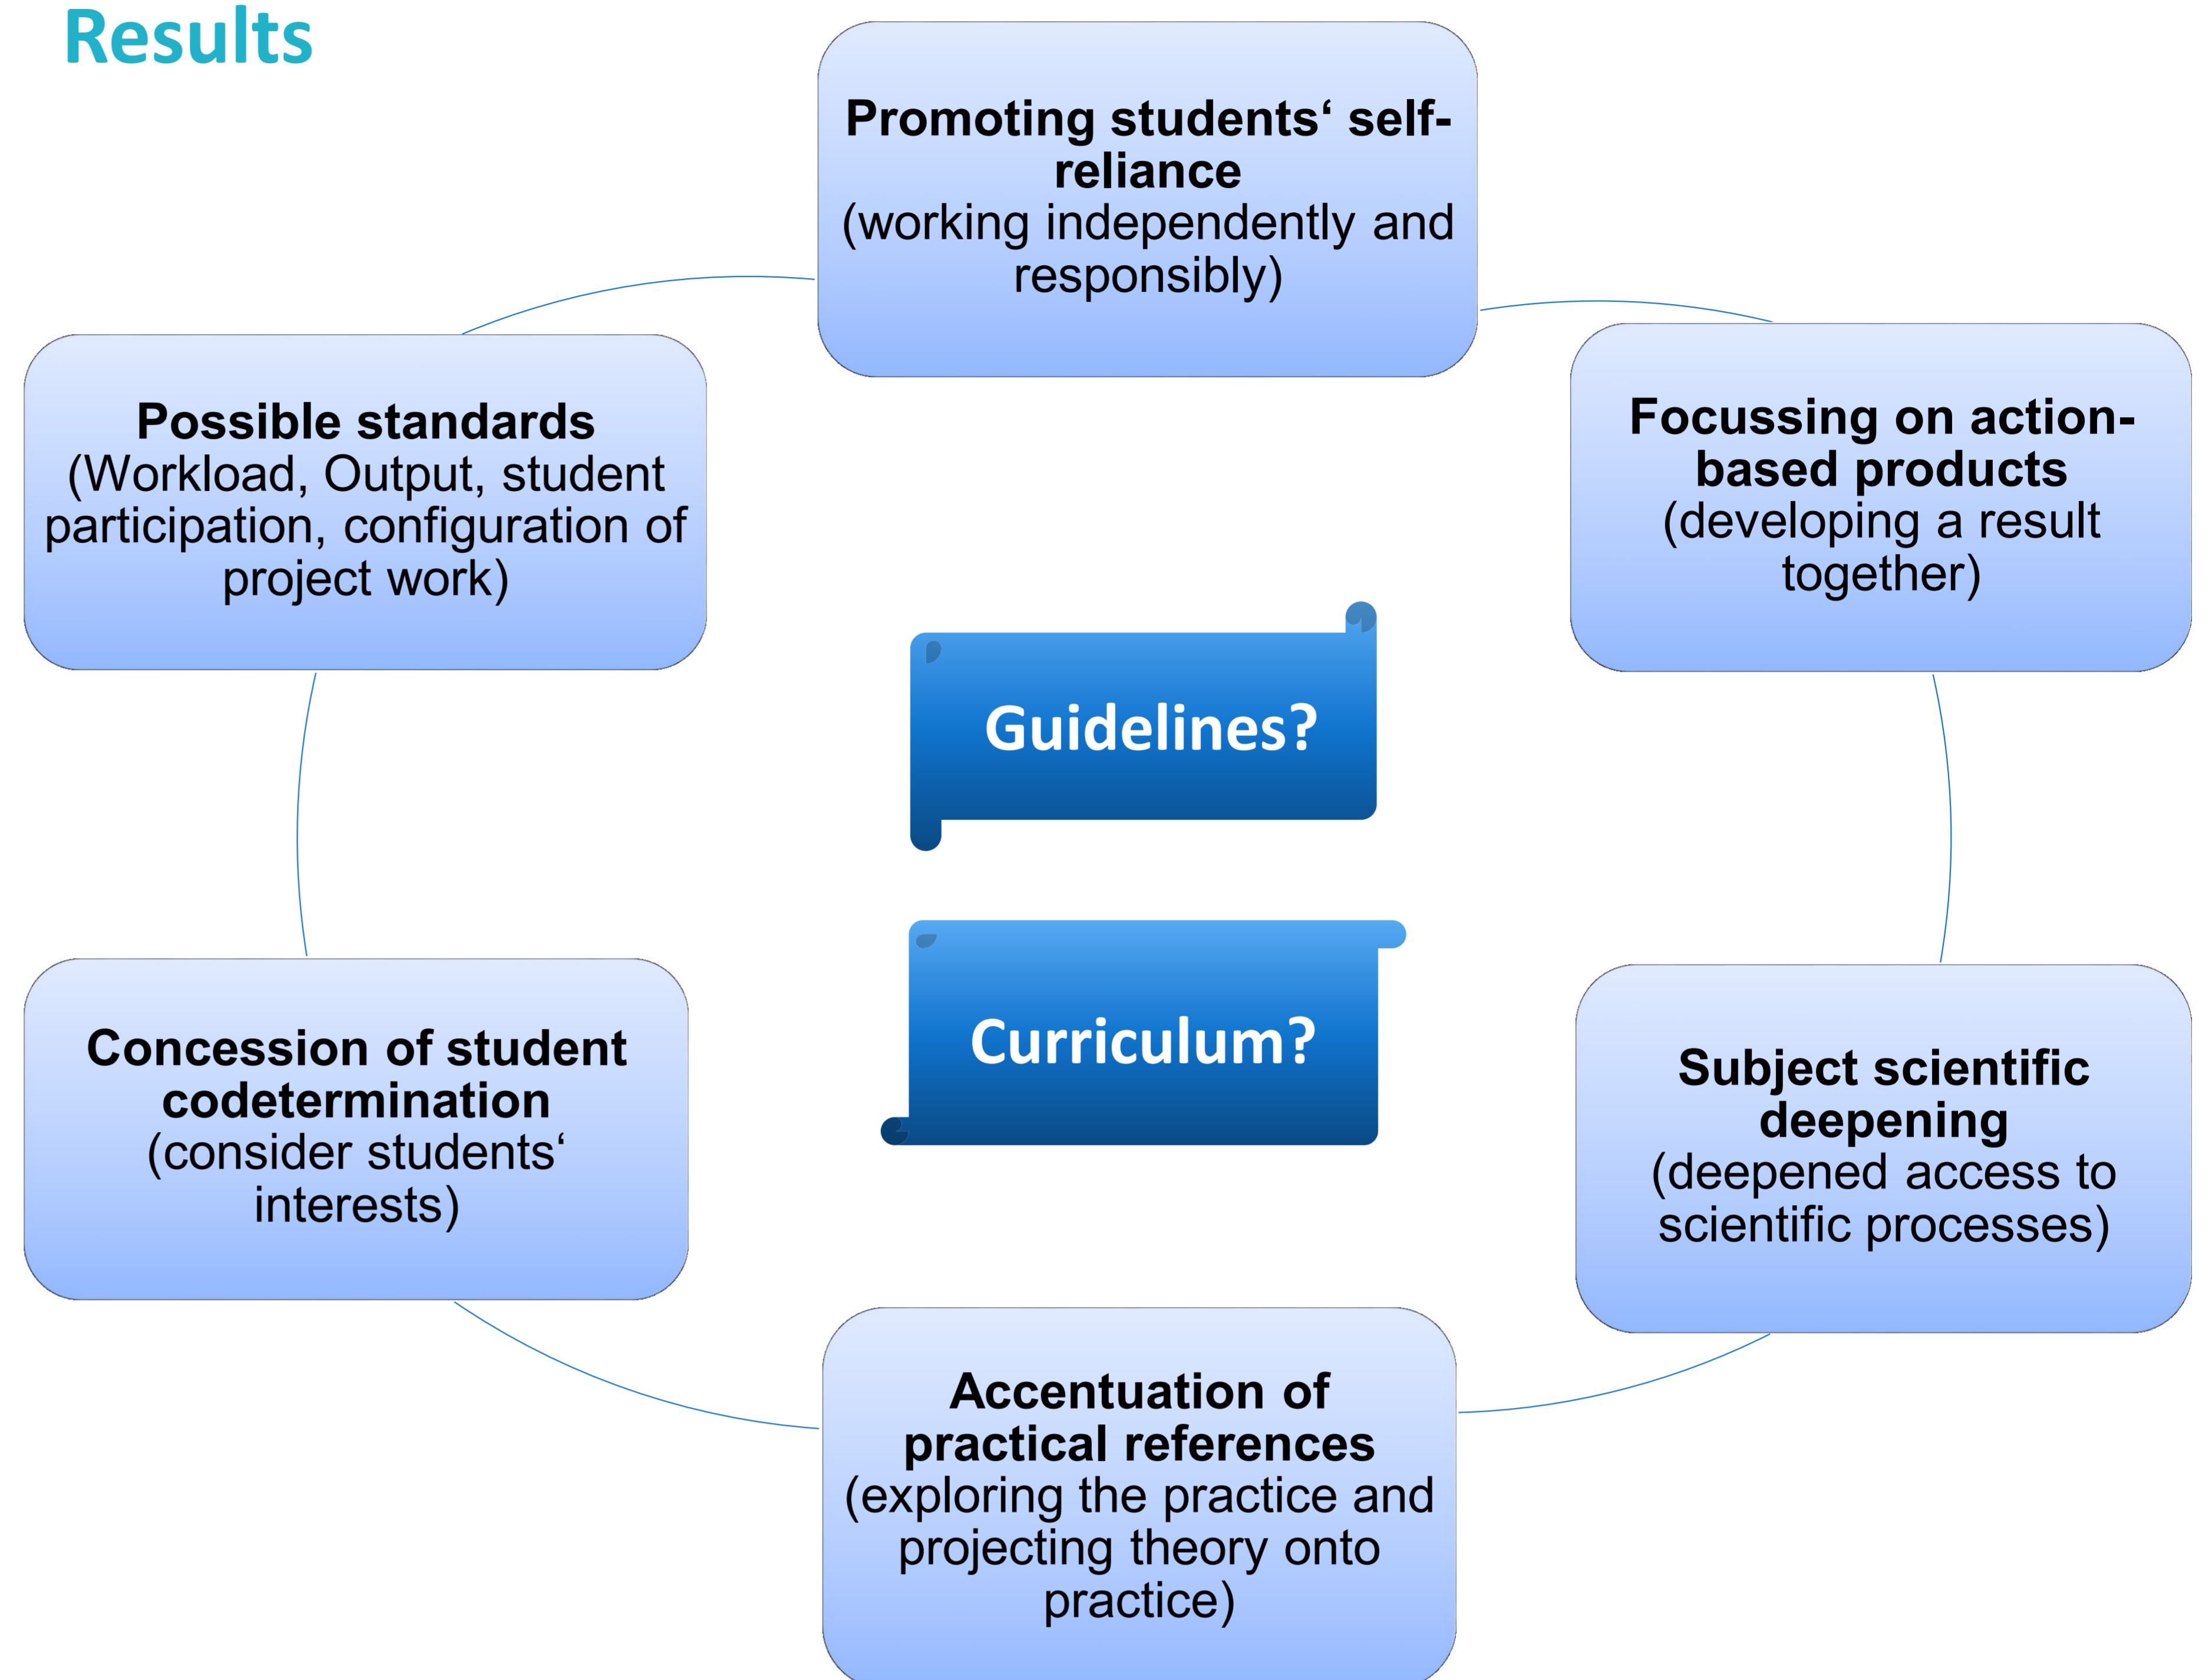 Results
Promoting students‘ self-
reliance
(working independently and
responsibly)
Possible standards
(Workload, Output, student
participation, configuration of
project work)
Focussing on action-
based products
(developing a result
together)
Guidelines?
Curriculum?
Concession of student
codetermination
(consider students‘
interests)
Subject scientific
deepening
(deepened access to
scientific processes)
Accentuation of
practical references
(exploring the practice and
projecting theory onto
practice)